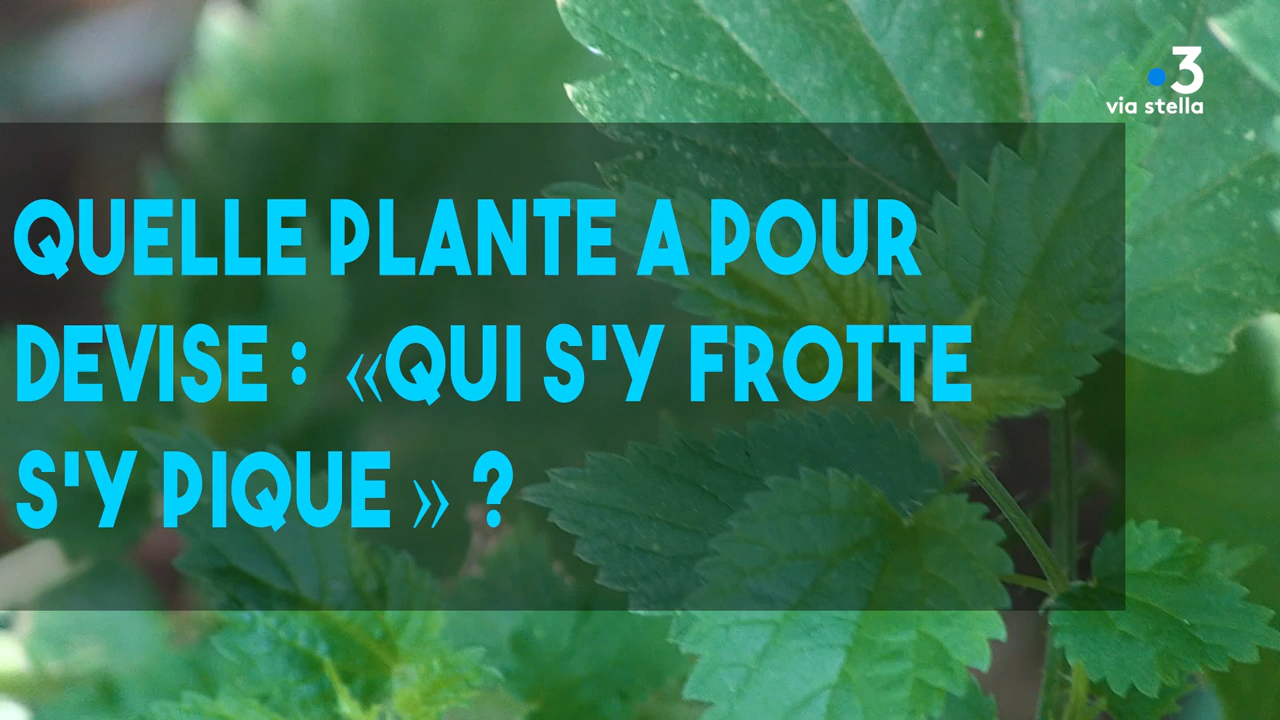 3
via stella
QUELLE PLANTE A POUR
DEVISE : «QUI S'Y FROTTE
S'Y PIQUE » ?